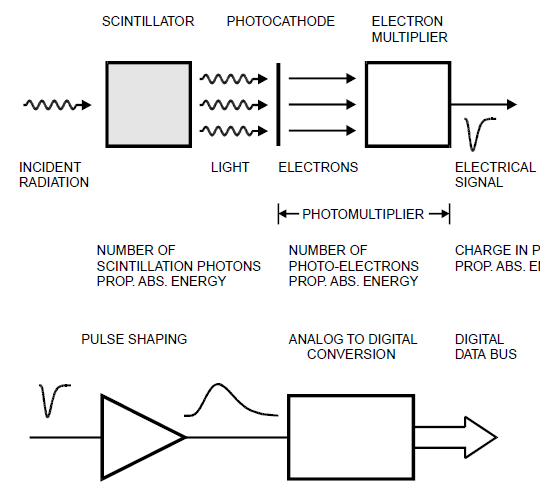 SCINTILLATOR
PHOTOCATHODE
ELECTRON
MULTIPLIER
INCIDENT
RADIATION
LIGHT
ELECTRONS
ELECTRICAL
SIGNAL
PHOTOMULTIPLIER
NUMBER OF
SCINTILLATION PHOTONS
PROP. ABS. ENERGY
NUMBER OF
PHOTO-ELECTRONS
PROP. ABS. ENERGY
CHARGE IN
PROP. ABS.
PULSE SHAPING
ANALOG TO DIGITAL
CONVERSION
DIGITAL
DATA BUS